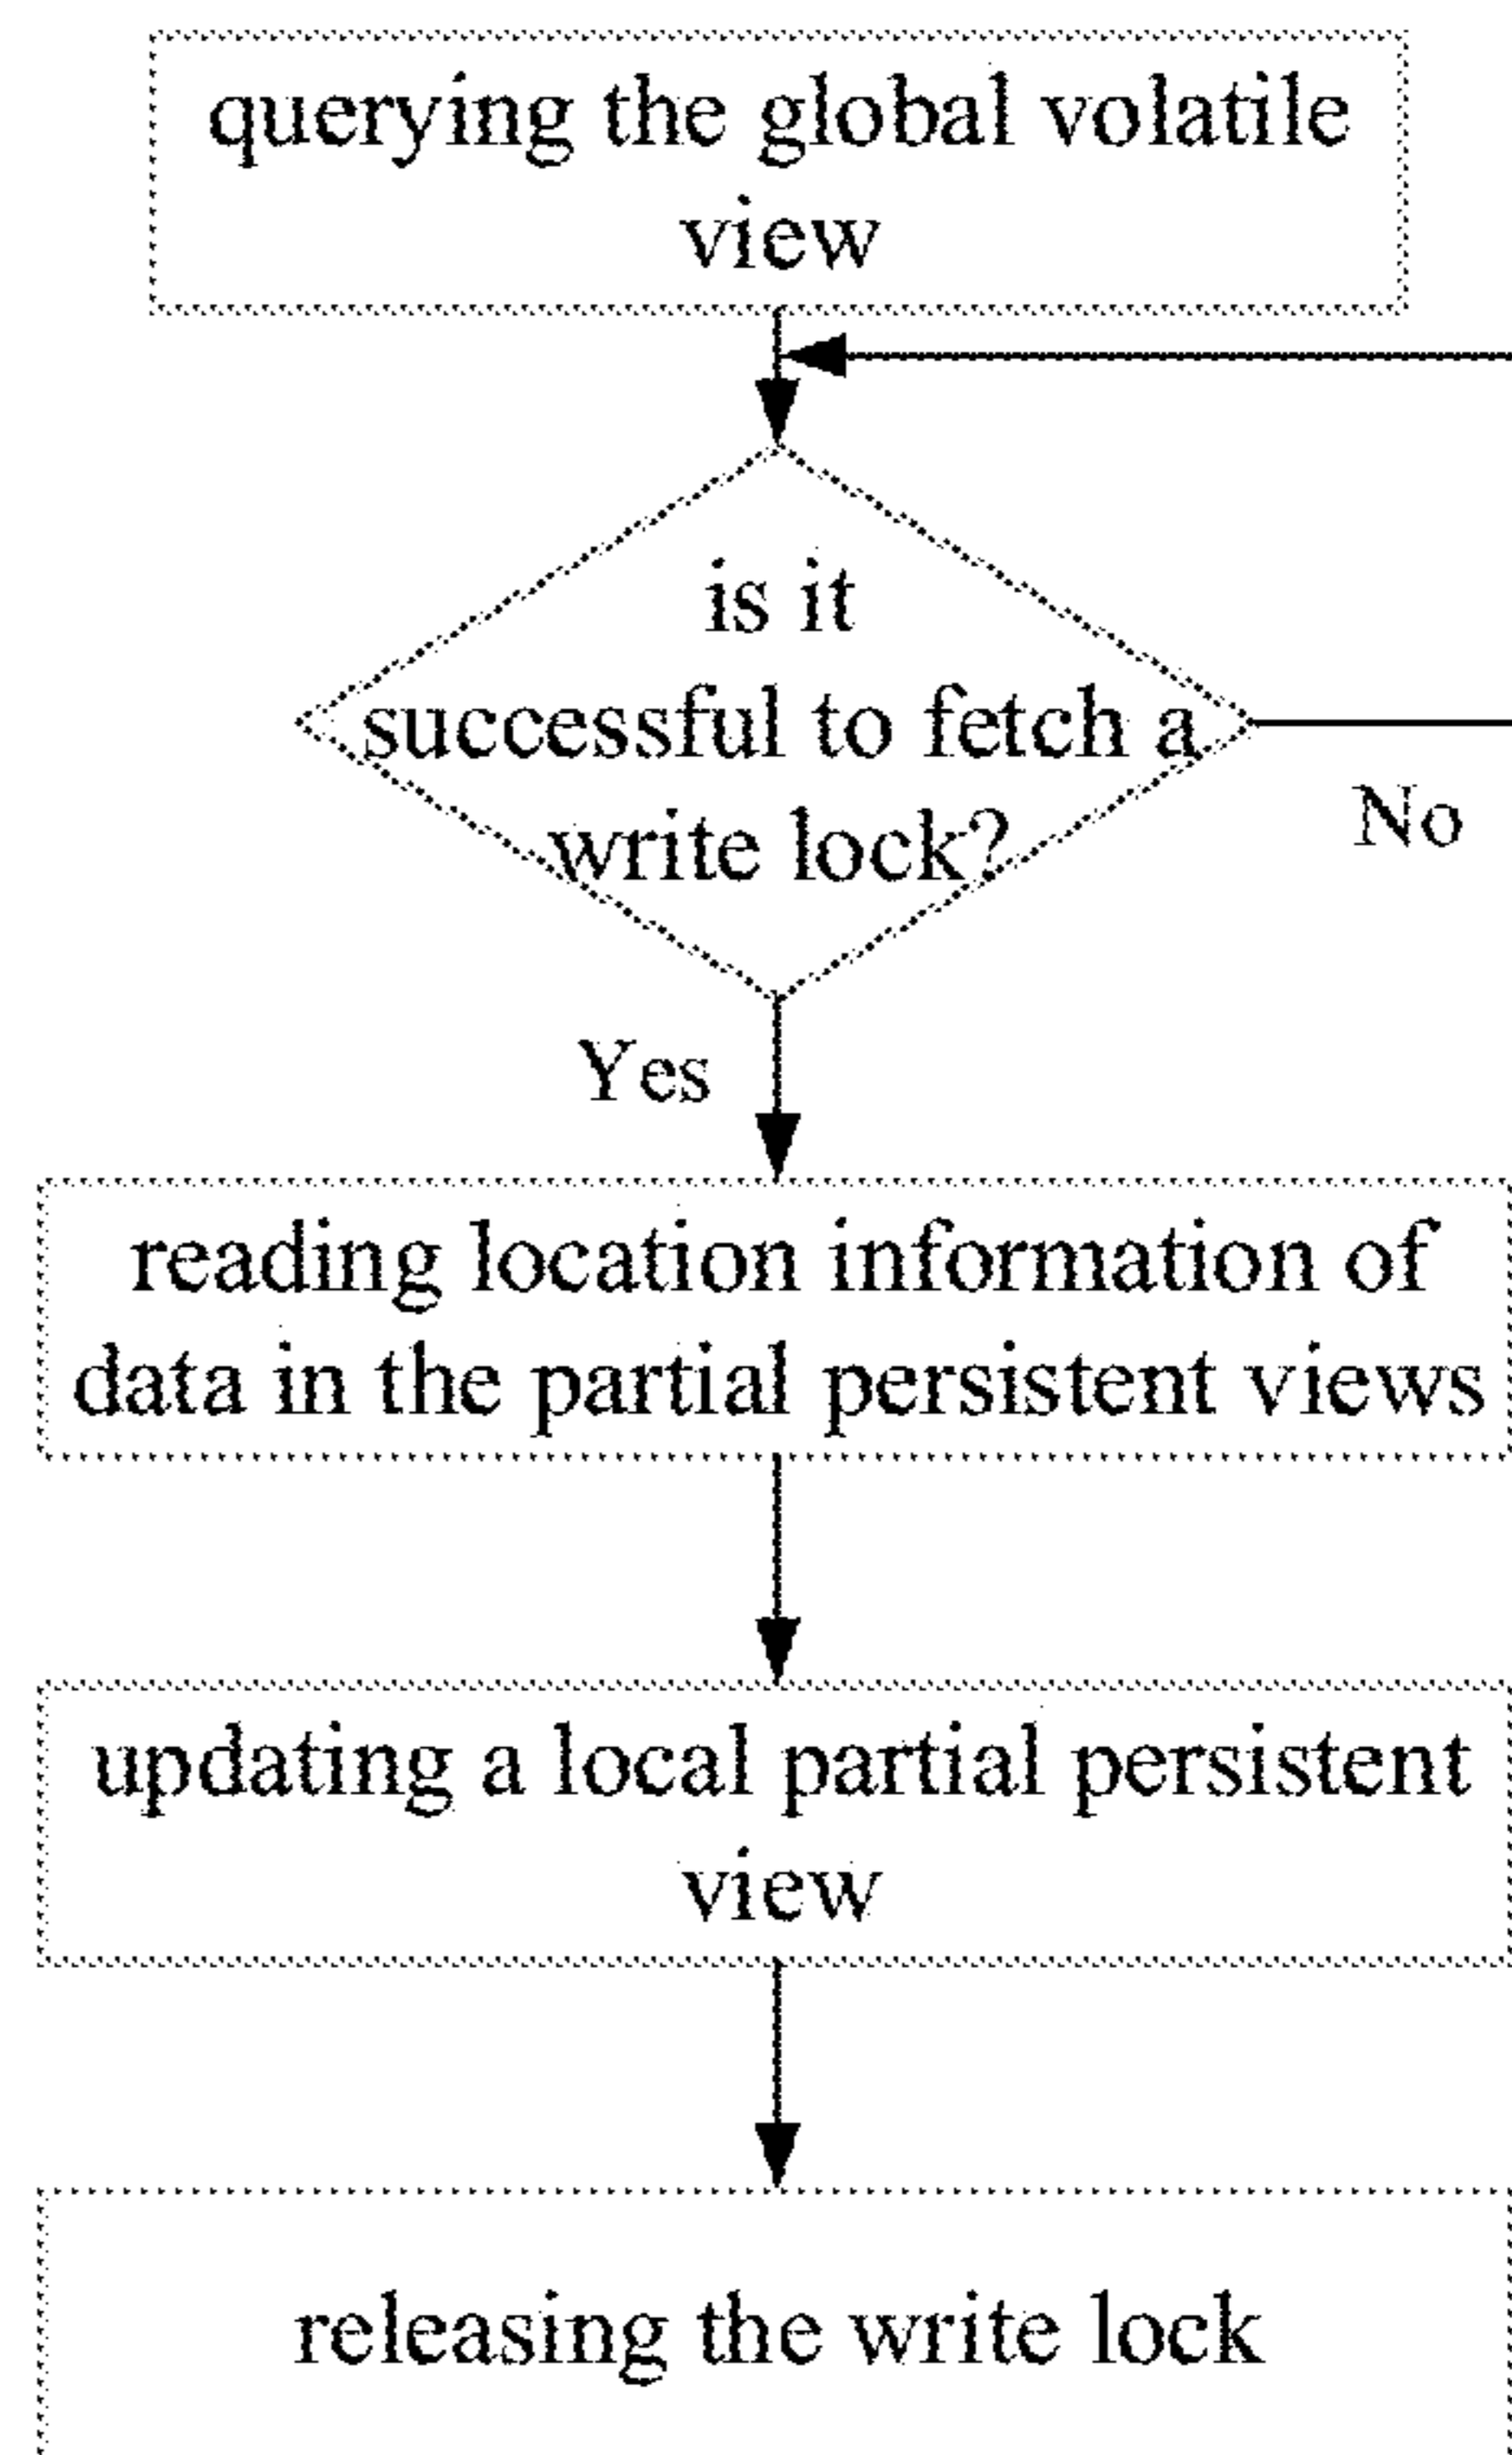 querying the global volatile
view
is it
successful to fetch a
write lock?
No
Yes
reading location information of
data in the partial persistent views
updating a local partial persistent
view
releasing the write lock